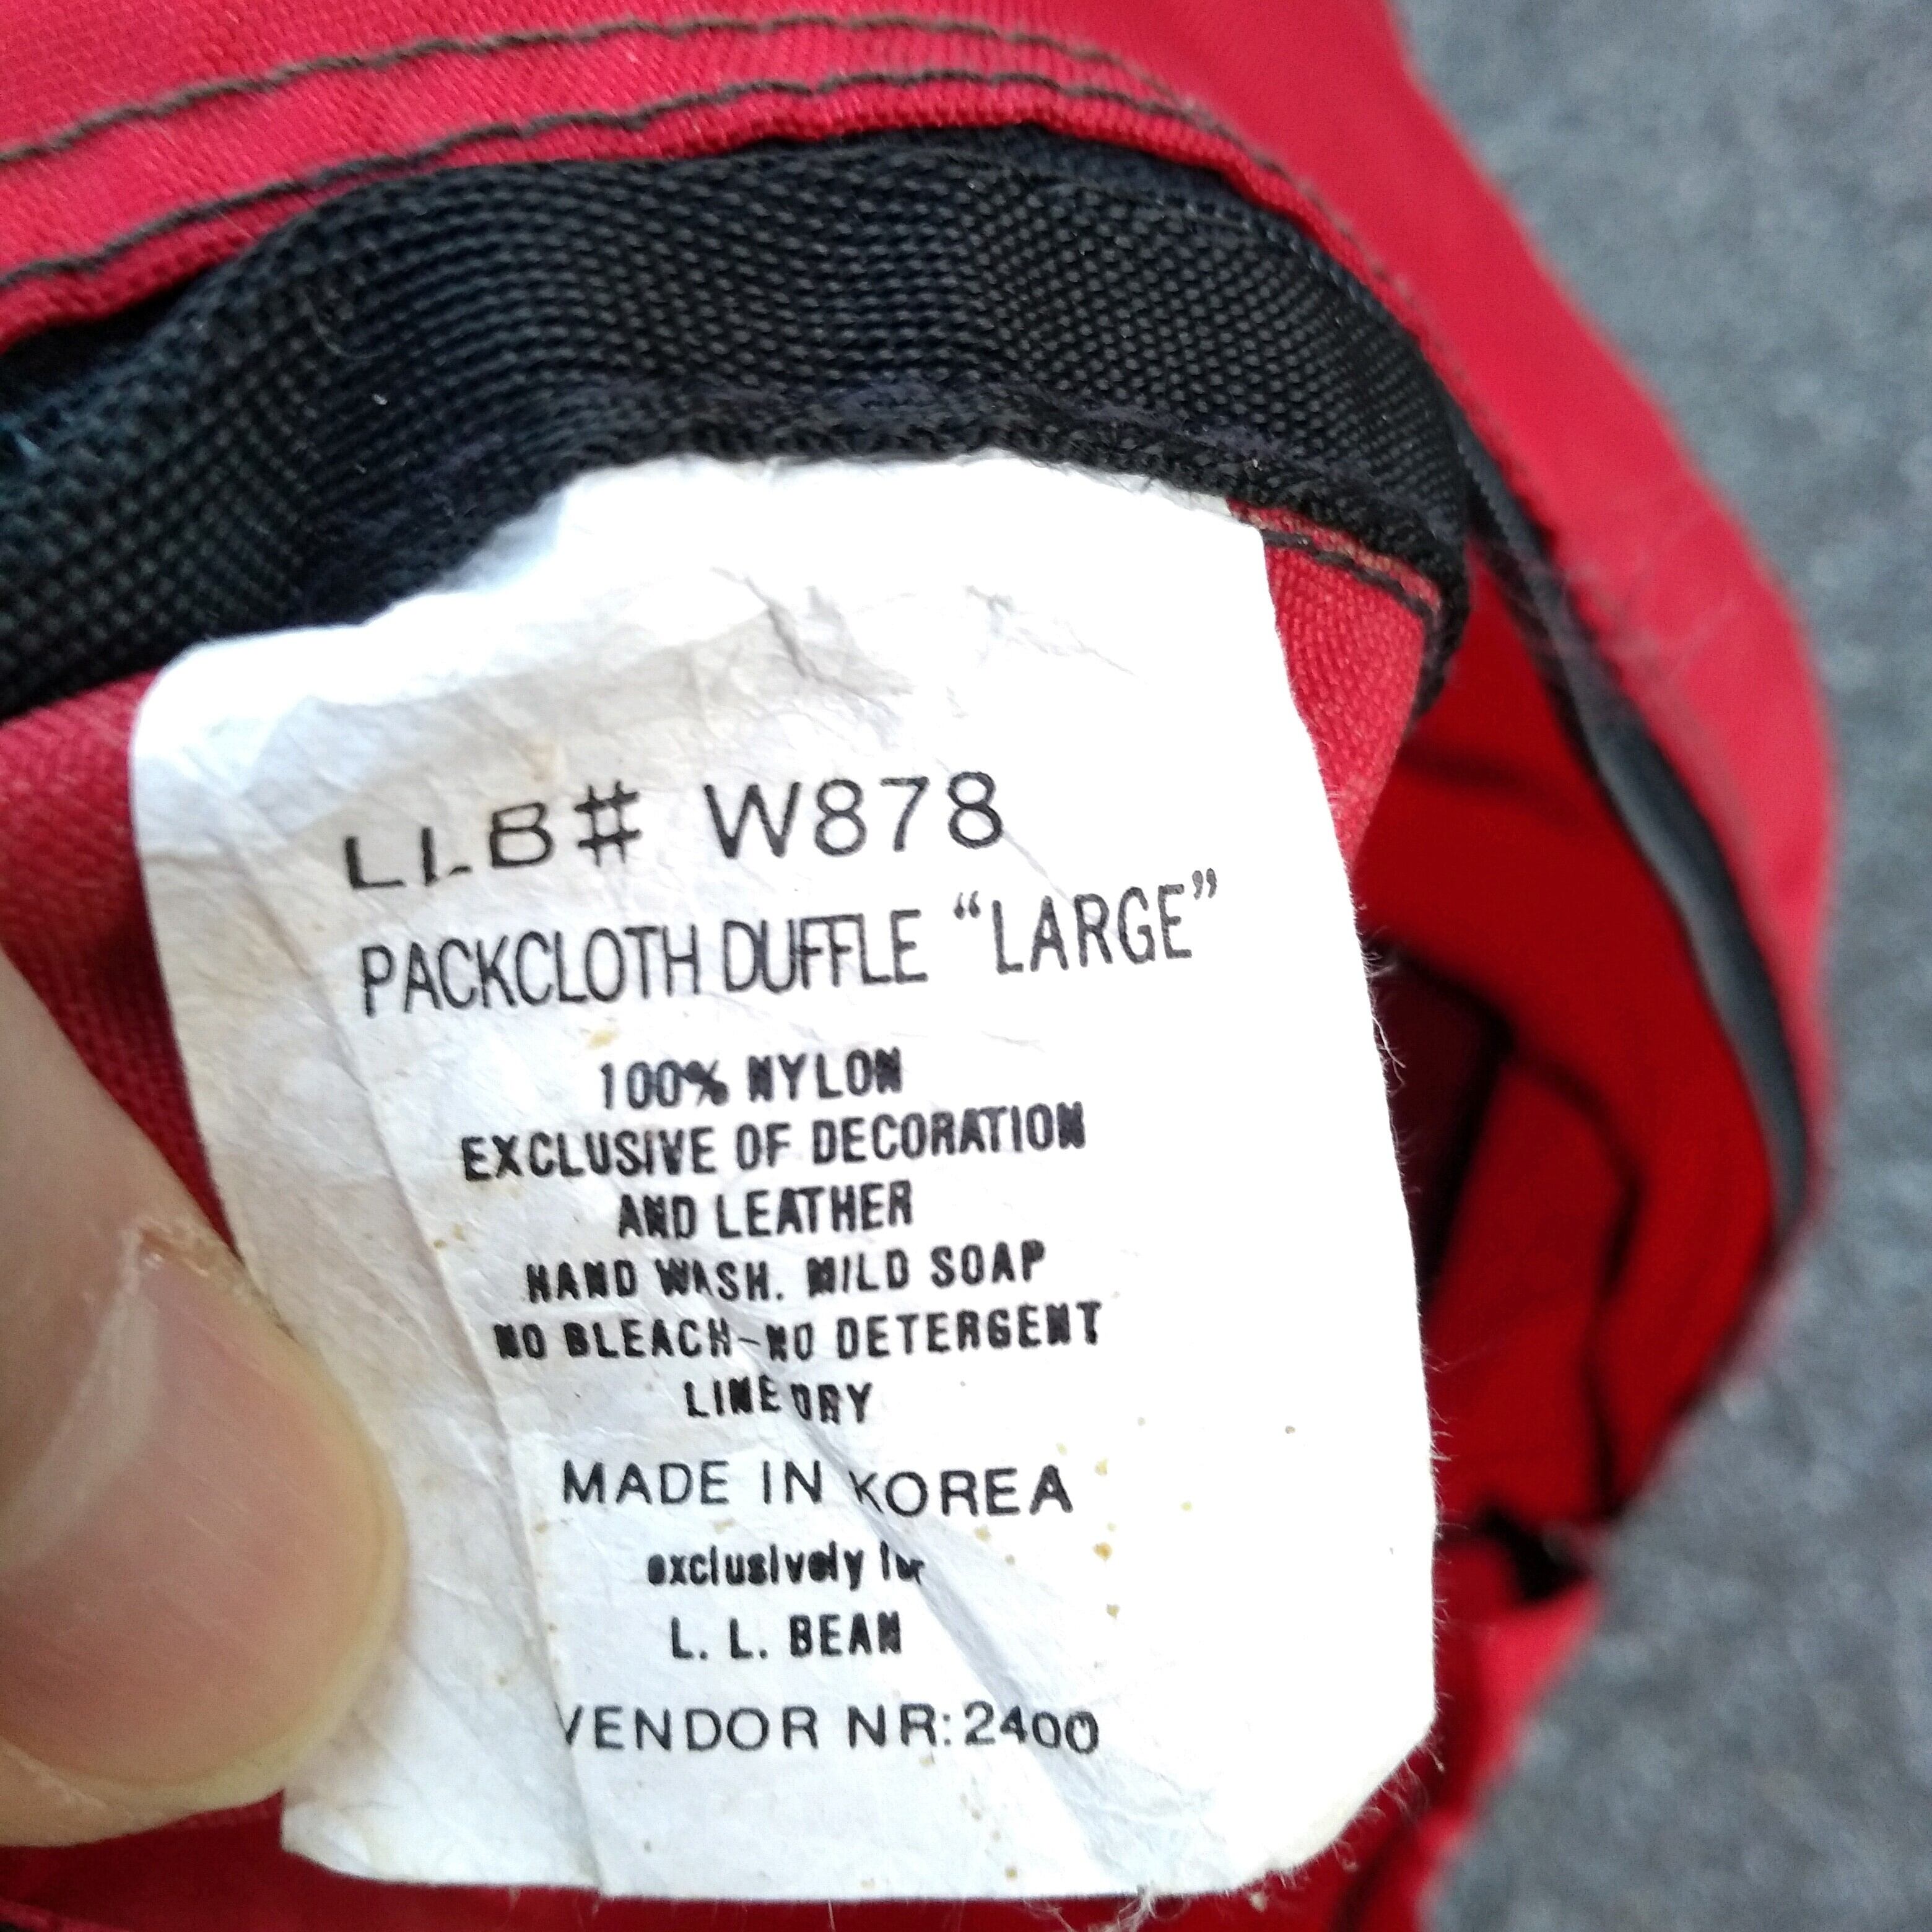 LLB# W878
PACKCLOTH DUFFLE “LARGE”
100% NYLON
EXCLUSIVE OF DECORATION
AND LEATHER
HAND WASH. MILD SOAP
NO BLEACH-NO DETERGENT
LINE DRY
MADE IN KOREA
exclusively for
L. L. BEAN
VENDOR NR:2400